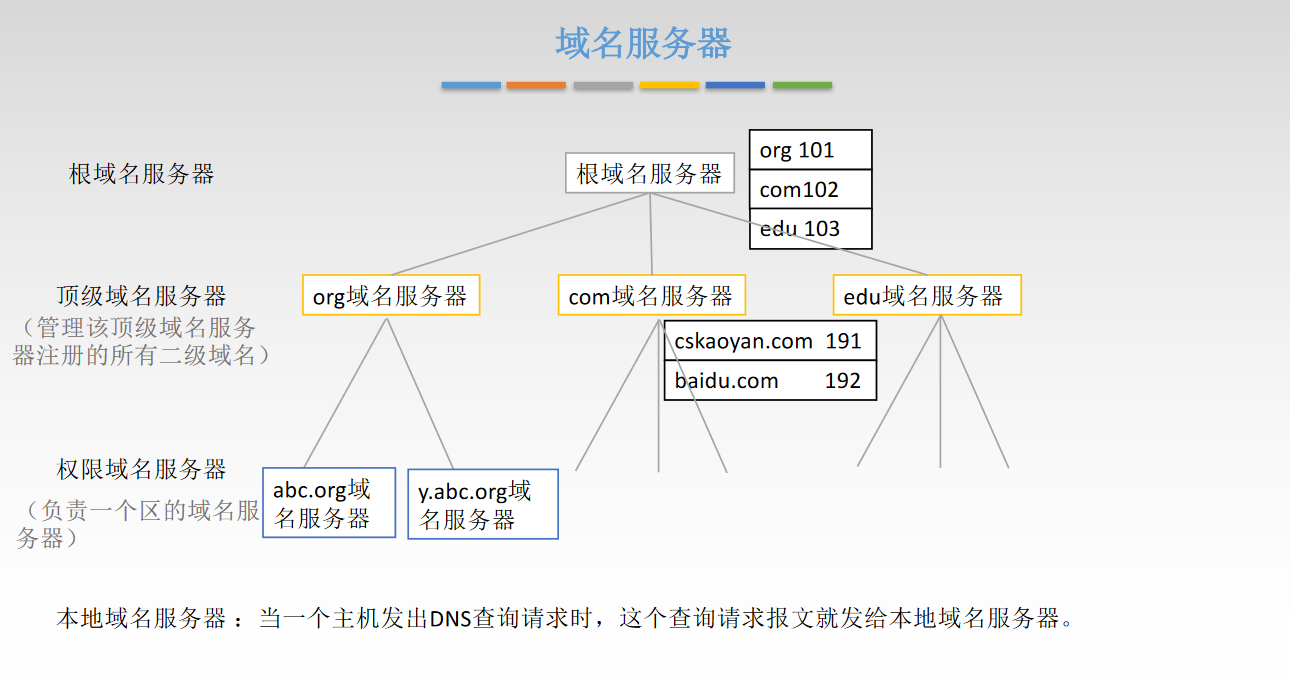 域名服务器
根域名服务器
根域名服务器
org 101
com102
edu 103
顶级域名服务器
（管理该顶级域名服务
器注册的所有二级域名）
org域名服务器
com域名服务器
edu域名服务器
cskaoyan.com 191
baidu.com 192
权限域名服务器
（负责一个区的域名服
务器）
abc.org域
名服务器
y.abc.org域
名服务器
本地域名服务器：当一个主机发出DNS查询请求时，这个查询请求报文就发给本地域名服务器。